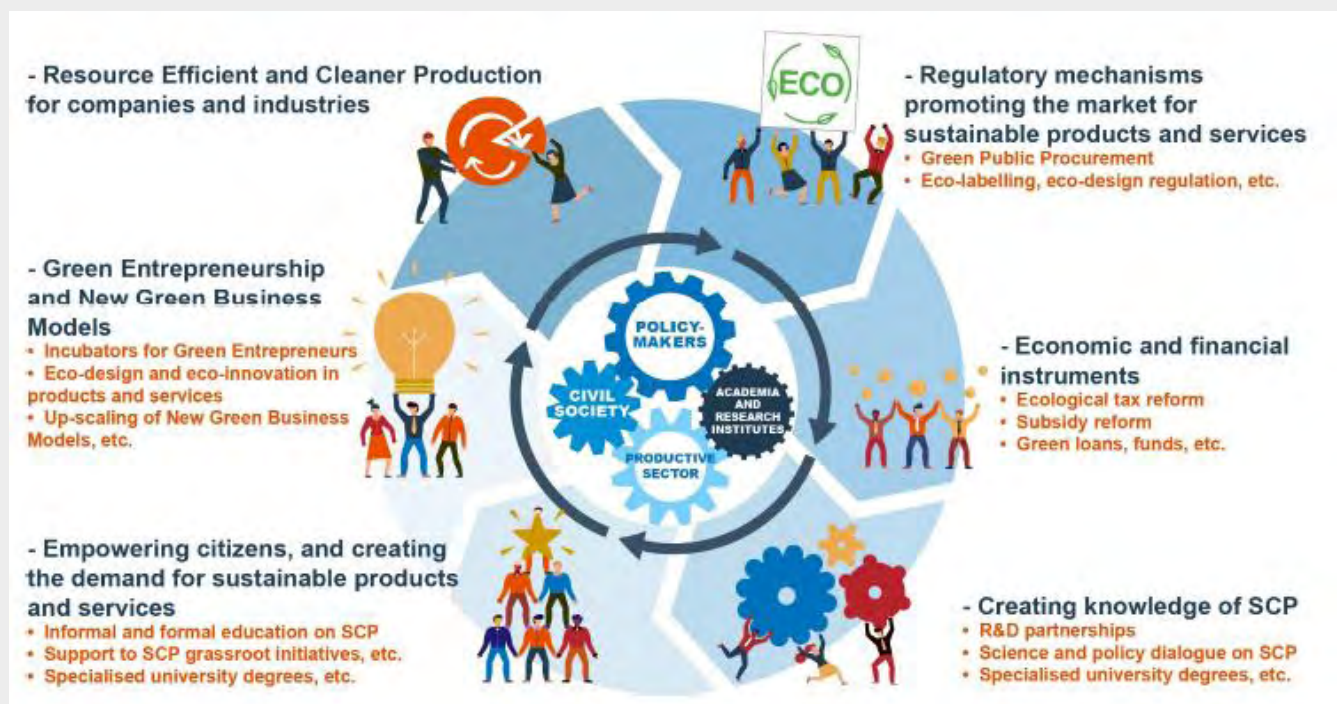 - Resource Efficient and Cleaner Production
for companies and industries
ECO
- Regulatory mechanisms
promoting the market for
sustainable products and services
• Green Public Procurement
• Eco-labelling, eco-design regulation, etc.
- Green Entrepreneurship
and New Green Business
Models
• Incubators for Green Entrepreneurs
• Eco-design and eco-innovation in
products and services
• Up-scaling of New Green Business
Models, etc.
POLICY-
MAKERS
CIVIL
SOCIETY
ACADEMIA
AND
RESEARCH
INSTITUTES
PRODUCTIVE
SECTOR
- Economic and financial
instruments
• Ecological tax reform
• Subsidy reform
• Green loans, funds, etc.
- Empowering citizens, and creating
the demand for sustainable products
and services
• Informal and formal education on SCP
• Support to SCP grassroot initiatives, etc.
• Specialised university degrees, etc.
- Creating knowledge of SCP
• R&D partnerships
• Science and policy dialogue on SCP
• Specialised university degrees, etc.